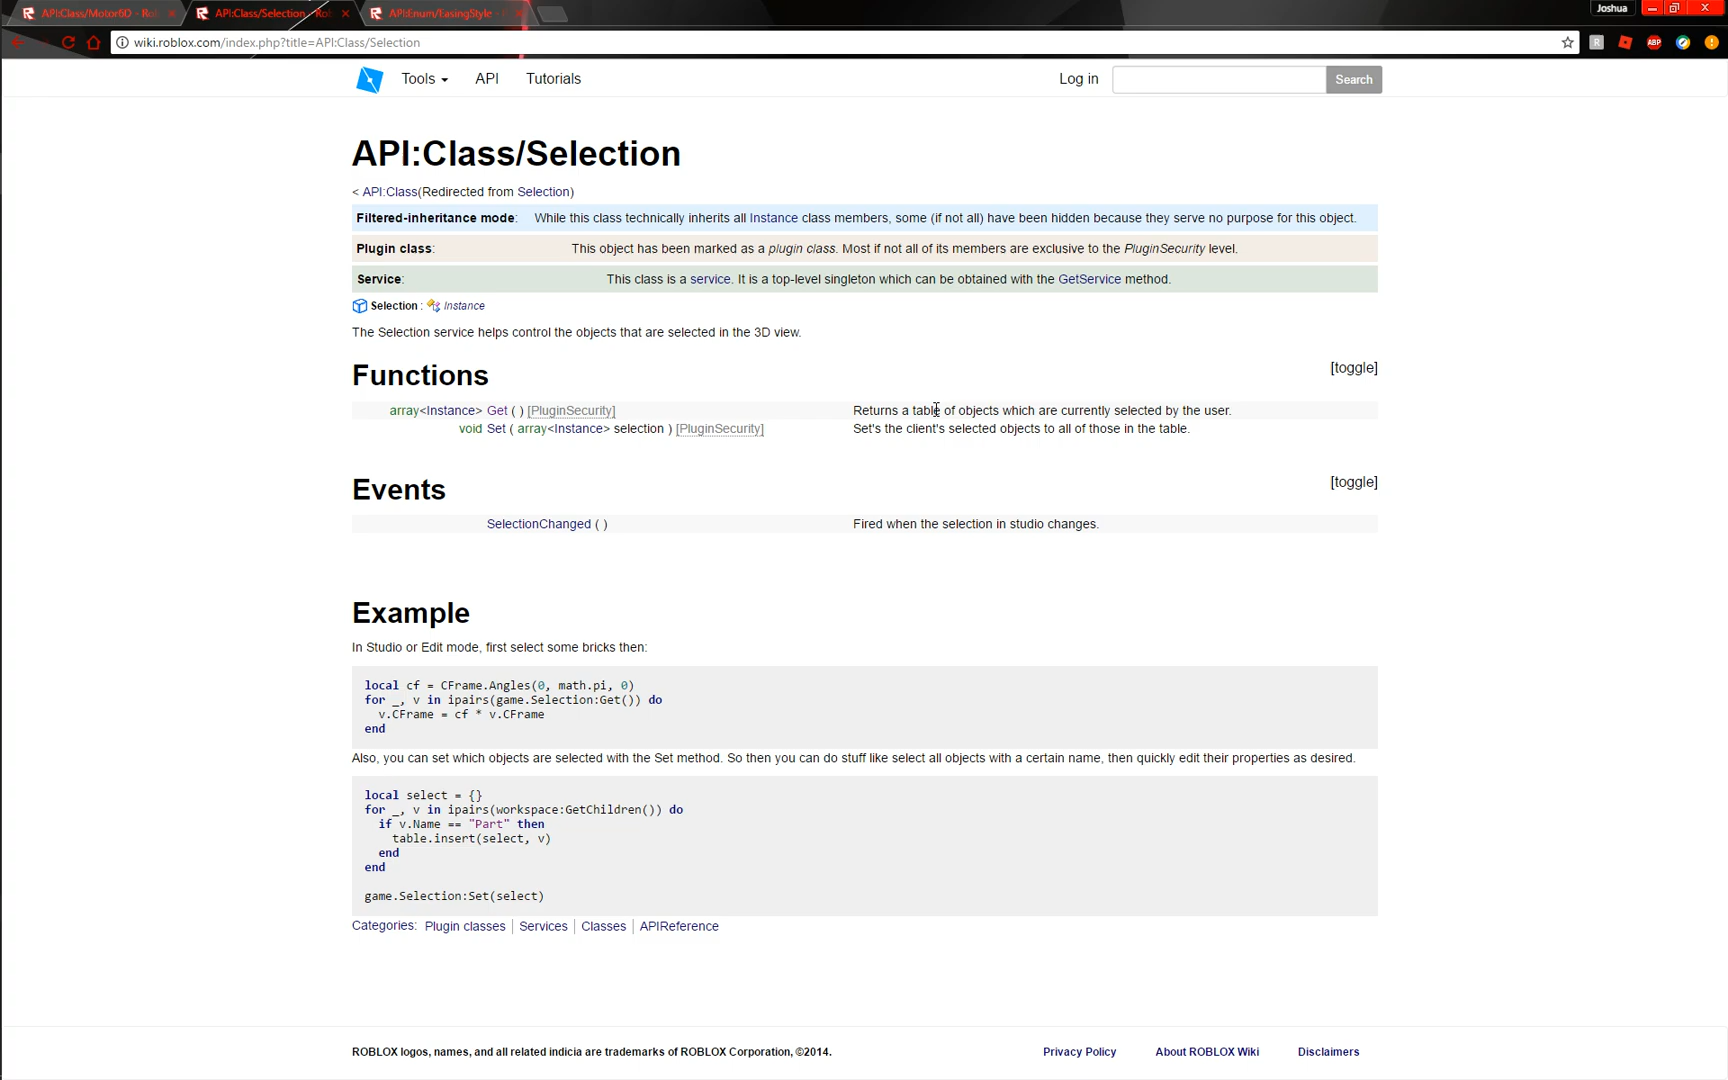 API:Class/Motor6D - Rob
API:Class/Selection - Rob
API:Enum/EasingStyle -
Joshua
wiki.roblox.com/index.php?title=API:Class/Selection
ABP
Tools
API
Tutorials
Log in
Search
API:Class/Selection
< API:Class(Redirected from Selection)
Filtered-inheritance mode: While this class technically inherits all Instance class members, some (if not all) have been hidden because they serve no purpose for this object.
Plugin class: This object has been marked as a plugin class. Most if not all of its members are exclusive to the PluginSecurity level.
Service: This class is a service. It is a top-level singleton which can be obtained with the GetService method.
Selection : Instance
The Selection service helps control the objects that are selected in the 3D view.
Functions
[toggle]
array<Instance> Get ( ) [PluginSecurity] Returns a table of objects which are currently selected by the user.
void Set ( array<Instance> selection ) [PluginSecurity] Set's the client's selected objects to all of those in the table.
Events
[toggle]
SelectionChanged ( ) Fired when the selection in studio changes.
Example
In Studio or Edit mode, first select some bricks then:
local cf = CFrame.Angles(0, math.pi, 0)
for _, v in ipairs(game.Selection:Get()) do
v.CFrame = cf * v.CFrame
end
Also, you can set which objects are selected with the Set method. So then you can do stuff like select all objects with a certain name, then quickly edit their properties as desired.
local select = {}
for _, v in ipairs(workspace:GetChildren()) do
if v.Name == "Part" then
table.insert(select, v)
end
end
game.Selection:Set(select)
Categories: Plugin classes | Services | Classes | APIReference
ROBLOX logos, names, and all related indicia are trademarks of ROBLOX Corporation, ©2014.
Privacy Policy
About ROBLOX Wiki
Disclaimers